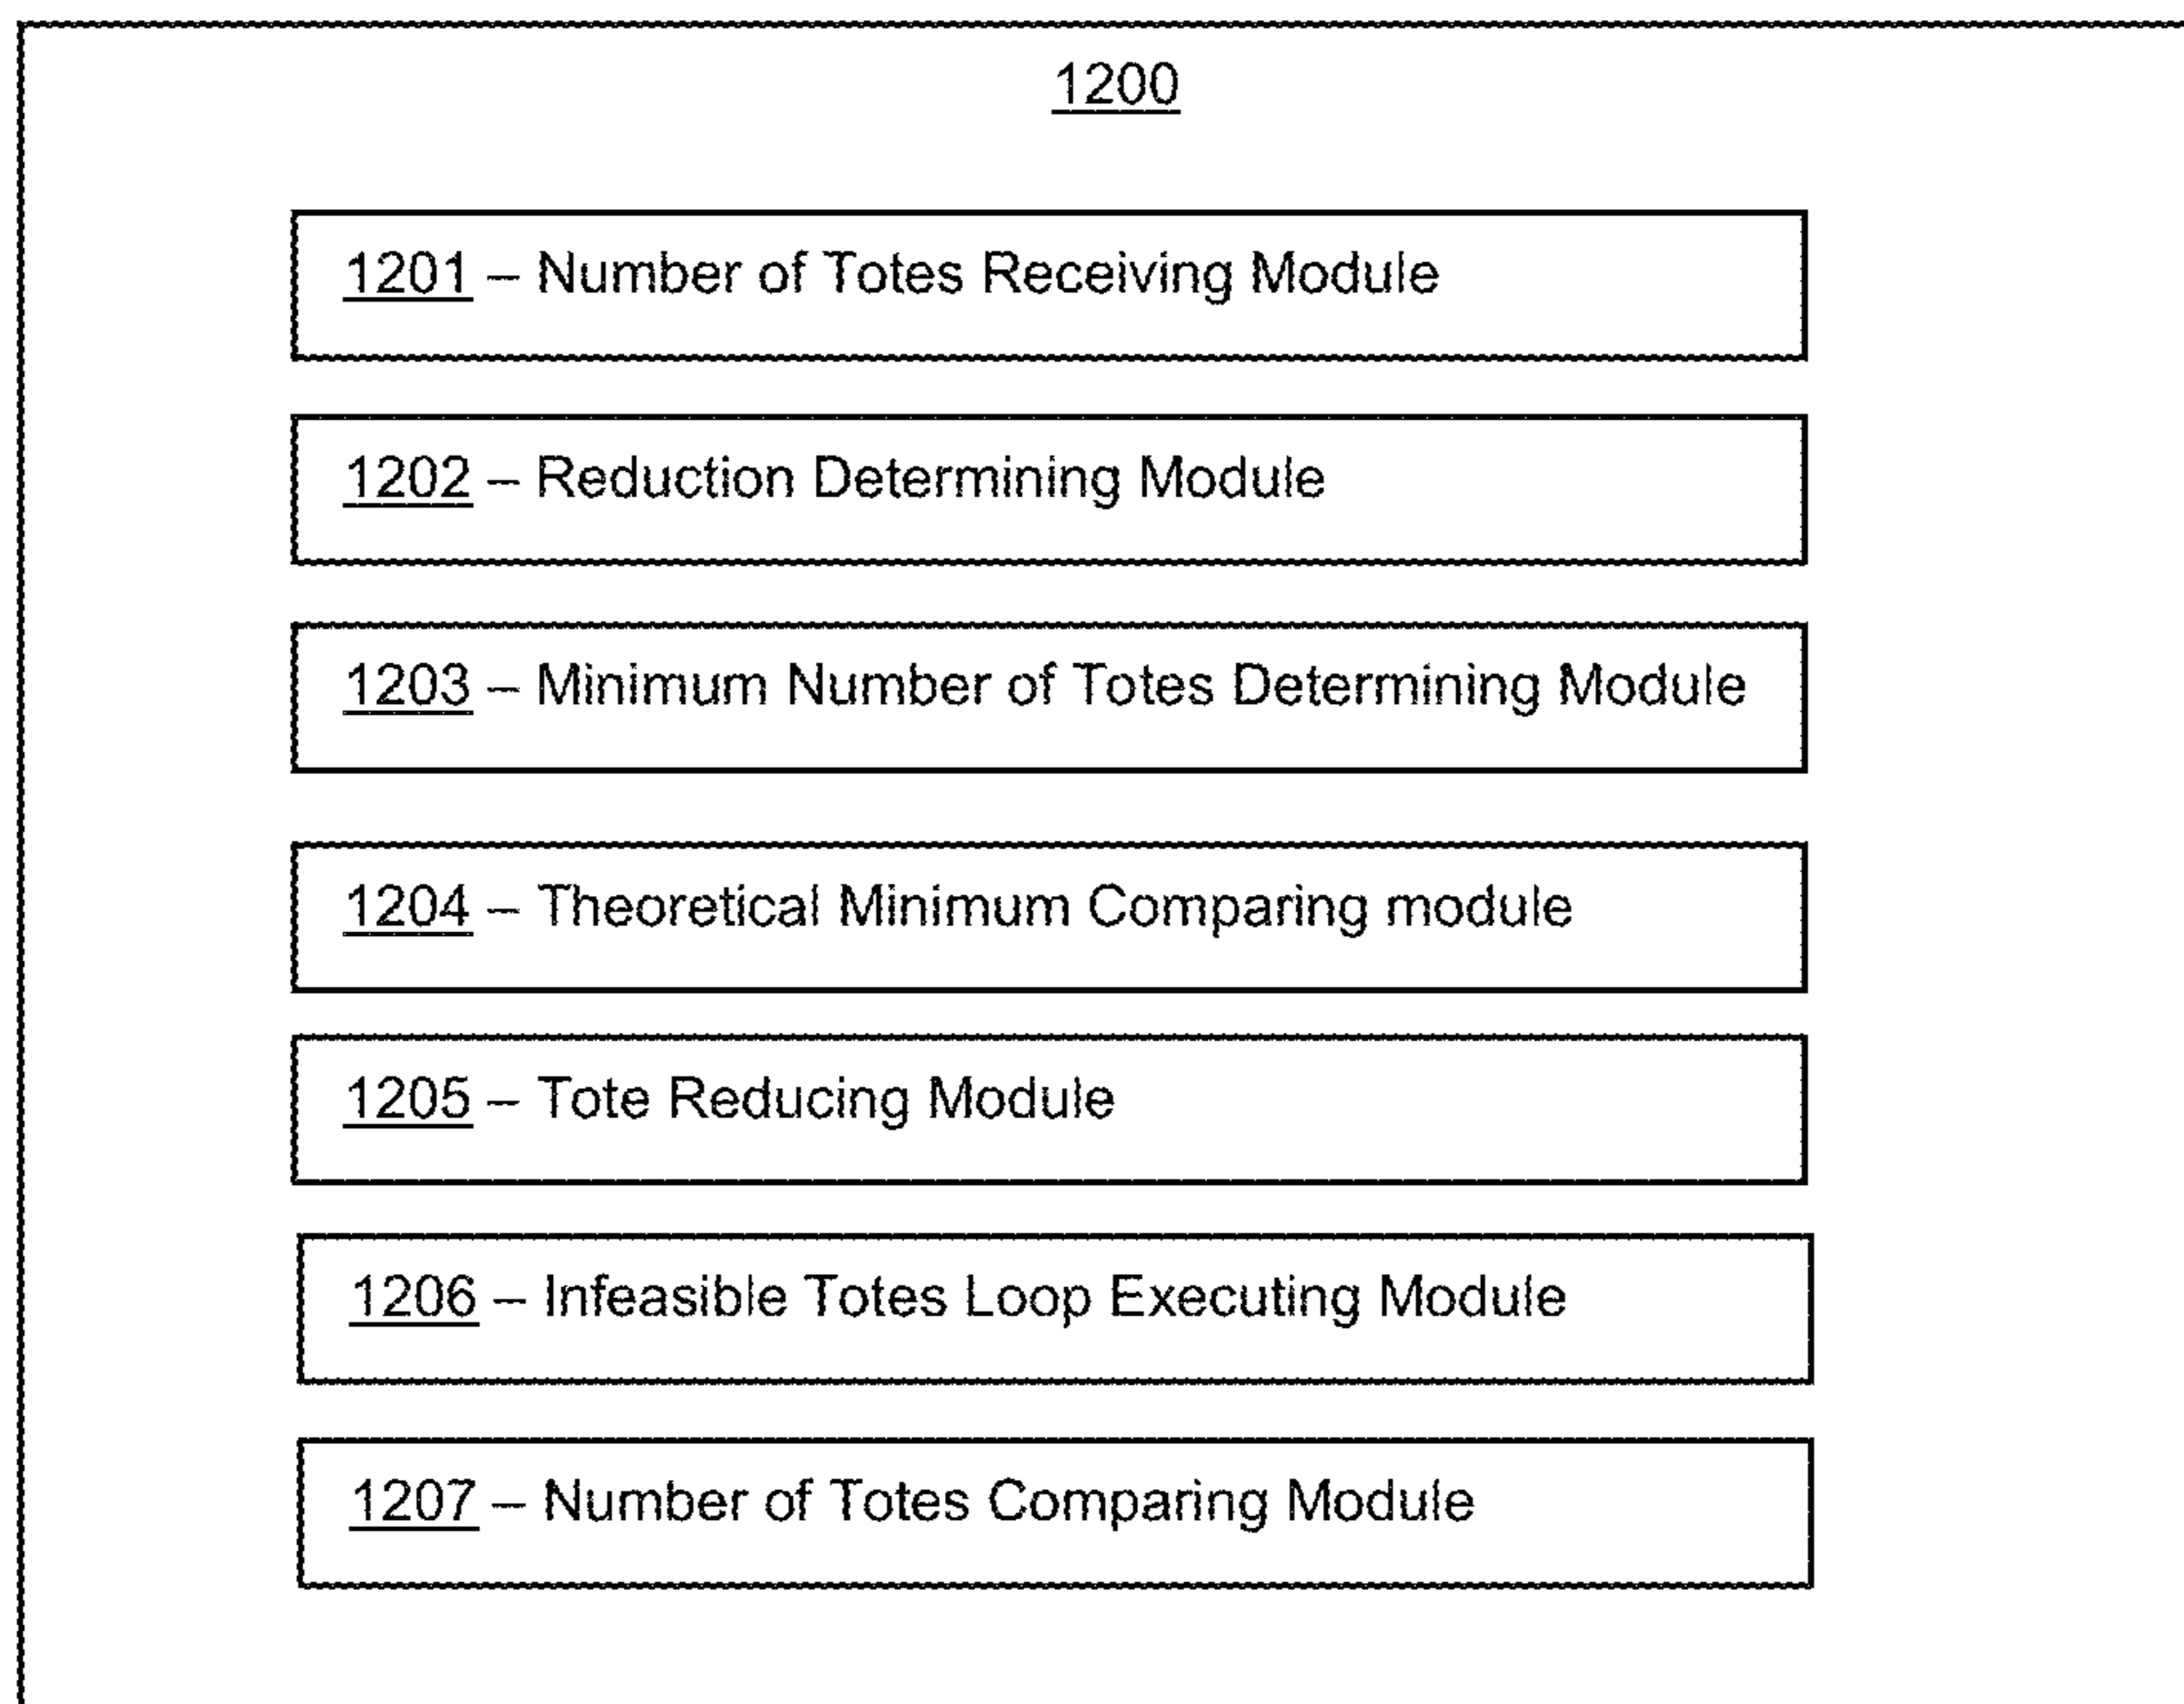 1200
1201 – Number of Totes Receiving Module
1202 – Reduction Determining Module
1203 – Minimum Number of Totes Determining Module
1204 – Theoretical Minimum Comparing module
1205 – Tote Reducing Module
1206 – Infeasible Totes Loop Executing Module
1207 – Number of Totes Comparing Module